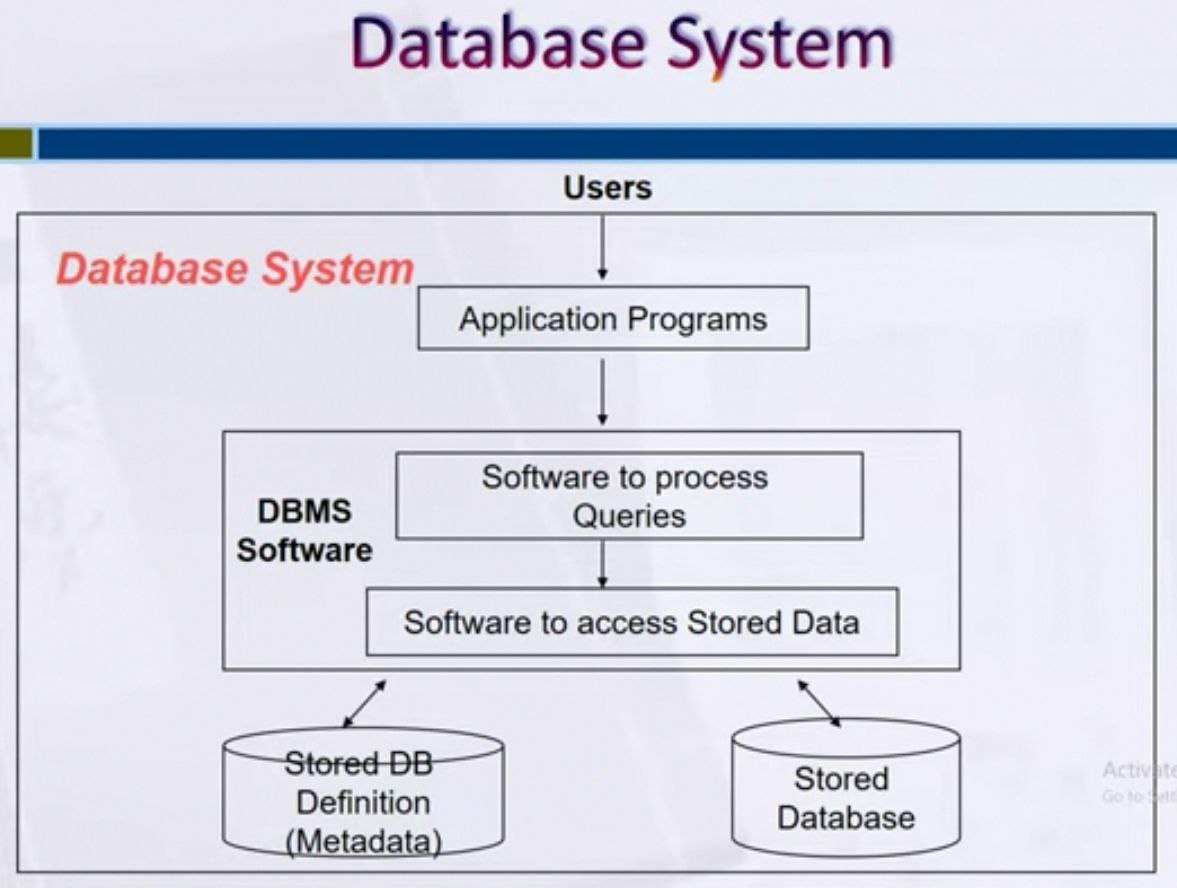 Database System
Users
Database System
Application Programs
DBMS
Software
Software to process
Queries
Software to access Stored Data
Stored DB
Definition
(Metadata)
Stored
Database
Activate
Go to Sett